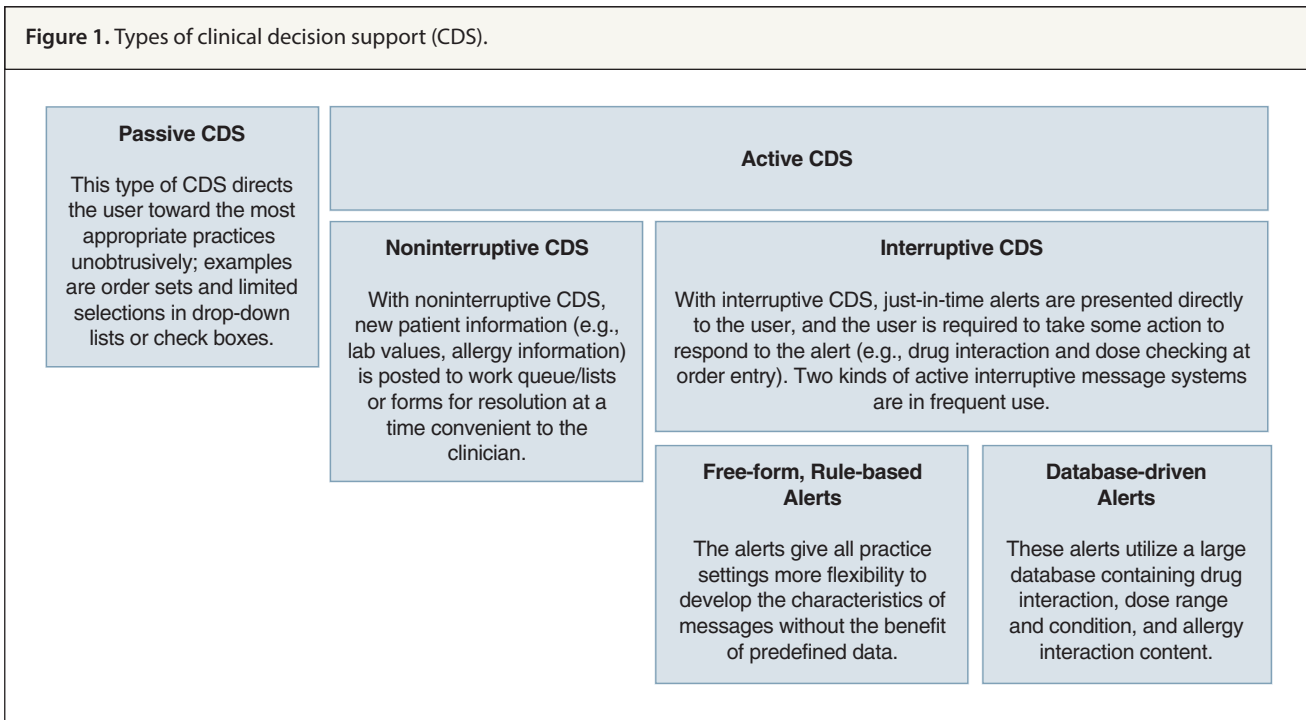 Figure 1. Types of clinical decision support (CDS).
Passive CDS
This type of CDS directs
the user toward the most
appropriate practices
unobtrusively; examples
are order sets and limited
selections in drop-down
lists or check boxes.
Active CDS
Noninterruptive CDS
With noninterruptive CDS,
new patient information (e.g.,
lab values, allergy information)
is posted to work queue/lists
or forms for resolution at a
time convenient to the
clinician.
Interruptive CDS
With interruptive CDS, just-in-time alerts are presented directly
to the user, and the user is required to take some action to
respond to the alert (e.g., drug interaction and dose checking at
order entry). Two kinds of active interruptive message systems
are in frequent use.
Free-form, Rule-based
Alerts
The alerts give all practice
settings more flexibility to
develop the characteristics of
messages without the benefit
of predefined data.
Database-driven
Alerts
These alerts utilize a large
database containing drug
interaction, dose range
and condition, and allergy
interaction content.